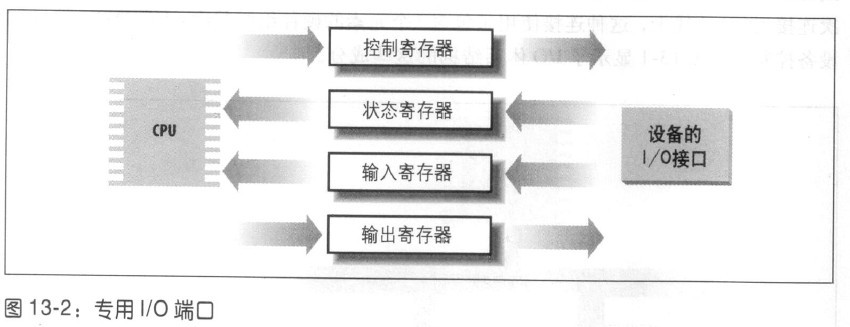 控制寄存器
状态寄存器
CPU
设备的
I/O接口
输入寄存器
输出寄存器
图 13-2：专用 I/O 端口